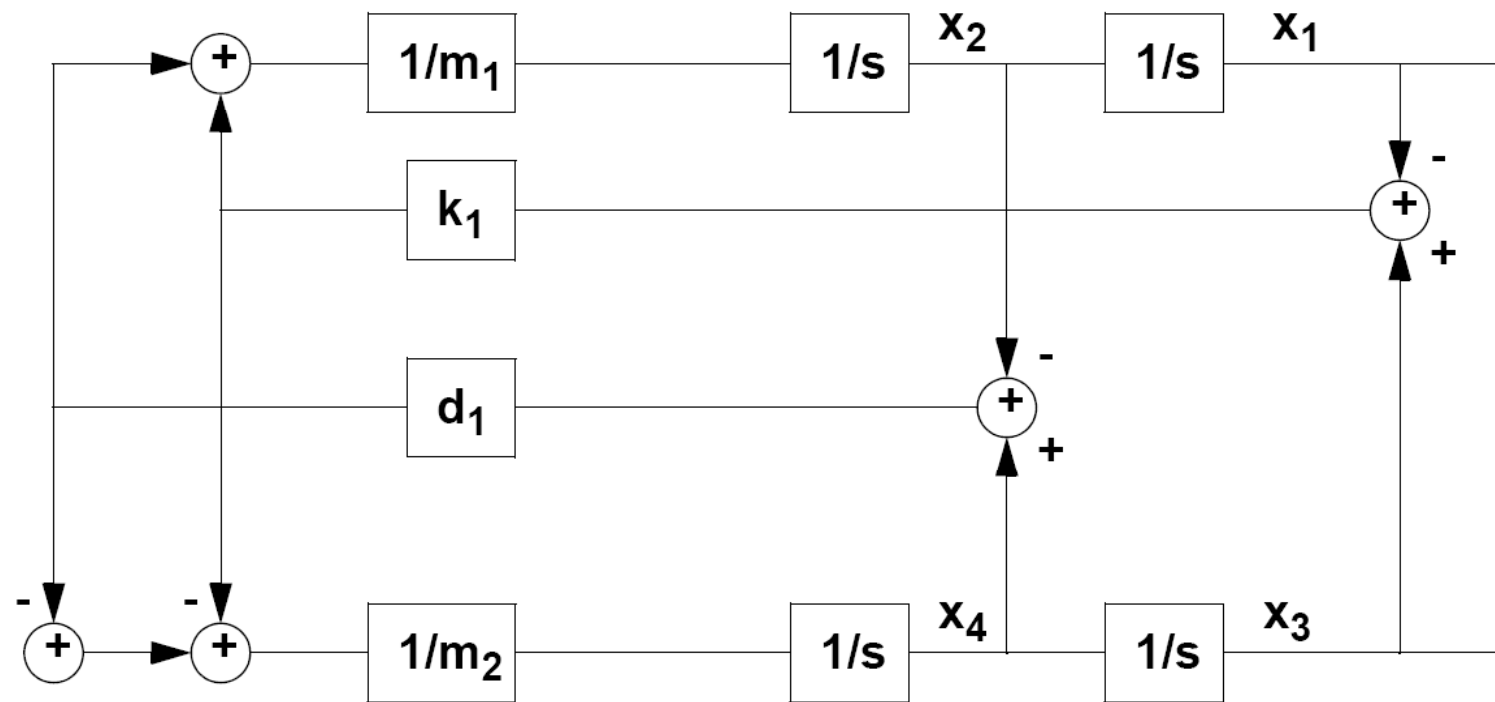 x₂ x₁
+ 1/m₁ 1/s 1/s
-
k₁ +
+
-
d₁ +
+
- - x₄ x₃
+ + 1/m₂ 1/s 1/s